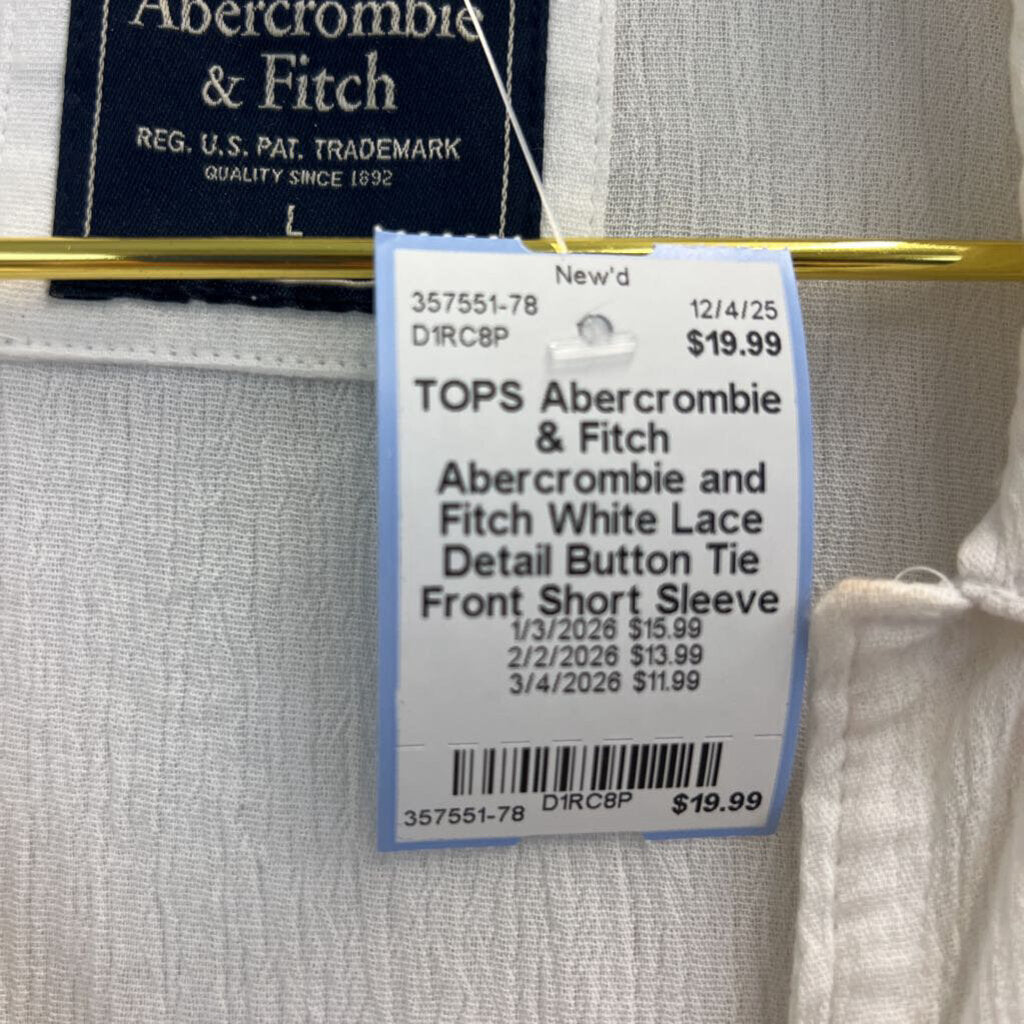 Abercrombie
& Fitch
REG. U.S. PAT. TRADEMARK
QUALITY SINCE 1892
L
New'd
357551-78 12/4/25
D1RC8P $19.99
TOPS Abercrombie
& Fitch
Abercrombie and
Fitch White Lace
Detail Button Tie
Front Short Sleeve
1/3/2026 $15.99
2/2/2026 $13.99
3/4/2026 $11.99
357551-78 D1RC8P $19.99